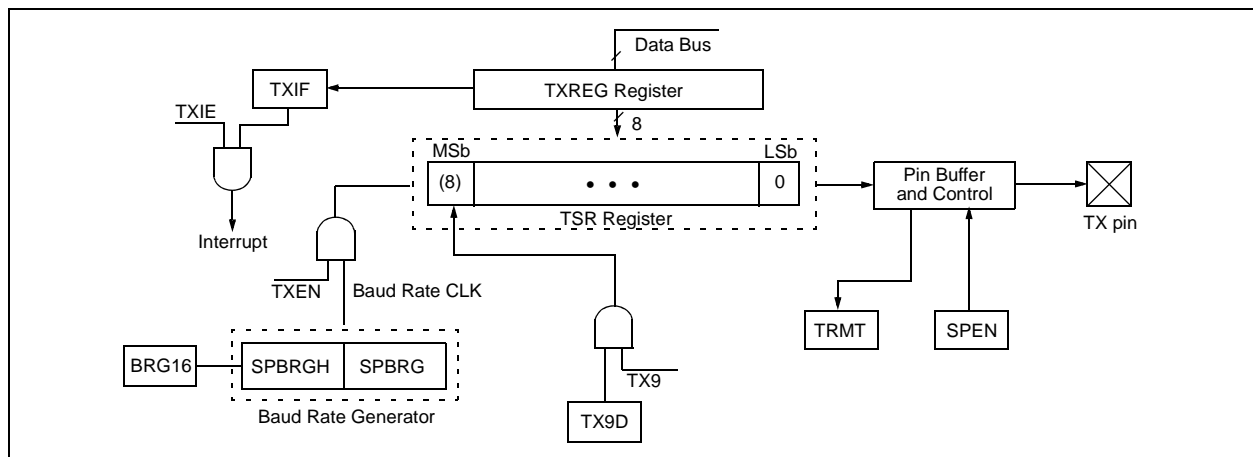 Data Bus
TXIF
TXREG Register
TXIE
8
MSb
LSb
(8)
• • •
0
Pin Buffer
and Control
TSR Register
TX pin
Interrupt
TXEN
Baud Rate CLK
TRMT
SPEN
BRG16
SPBRGH
SPBRG
TX9
Baud Rate Generator
TX9D